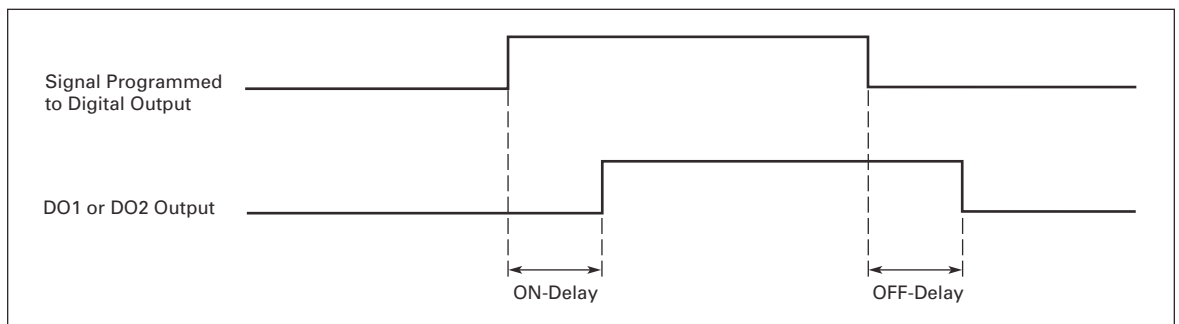 Signal Programmed
to Digital Output
DO1 or DO2 Output
ON-Delay
OFF-Delay